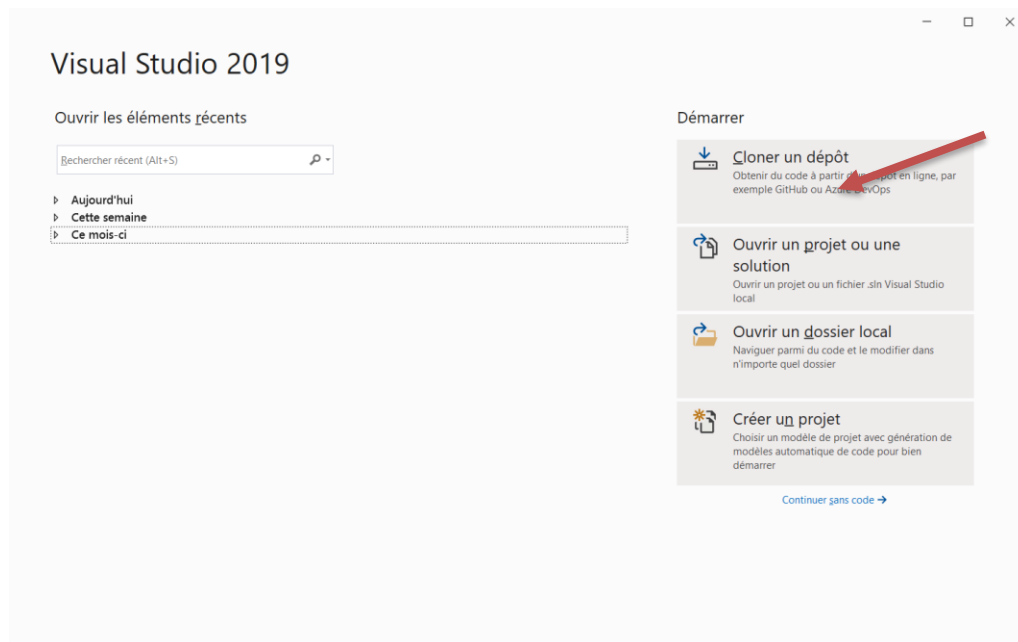 Visual Studio 2019
Ouvrir les éléments récents
Rechercher récent (Alt+S)
Aujourd'hui
Cette semaine
Ce mois-ci
Démarrer
Cloner un dépôt
Obtenir du code à partir d'un dépôt en ligne, par
exemple GitHub ou Azure DevOps
Ouvrir un projet ou une
solution
Ouvrir un projet ou un fichier .sln Visual Studio
local
Ouvrir un dossier local
Naviguer parmi du code et le modifier dans
n'importe quel dossier
Créer un projet
Choisir un modèle de projet avec génération de
modèles automatique de code pour bien
démarrer
Continuer sans code →